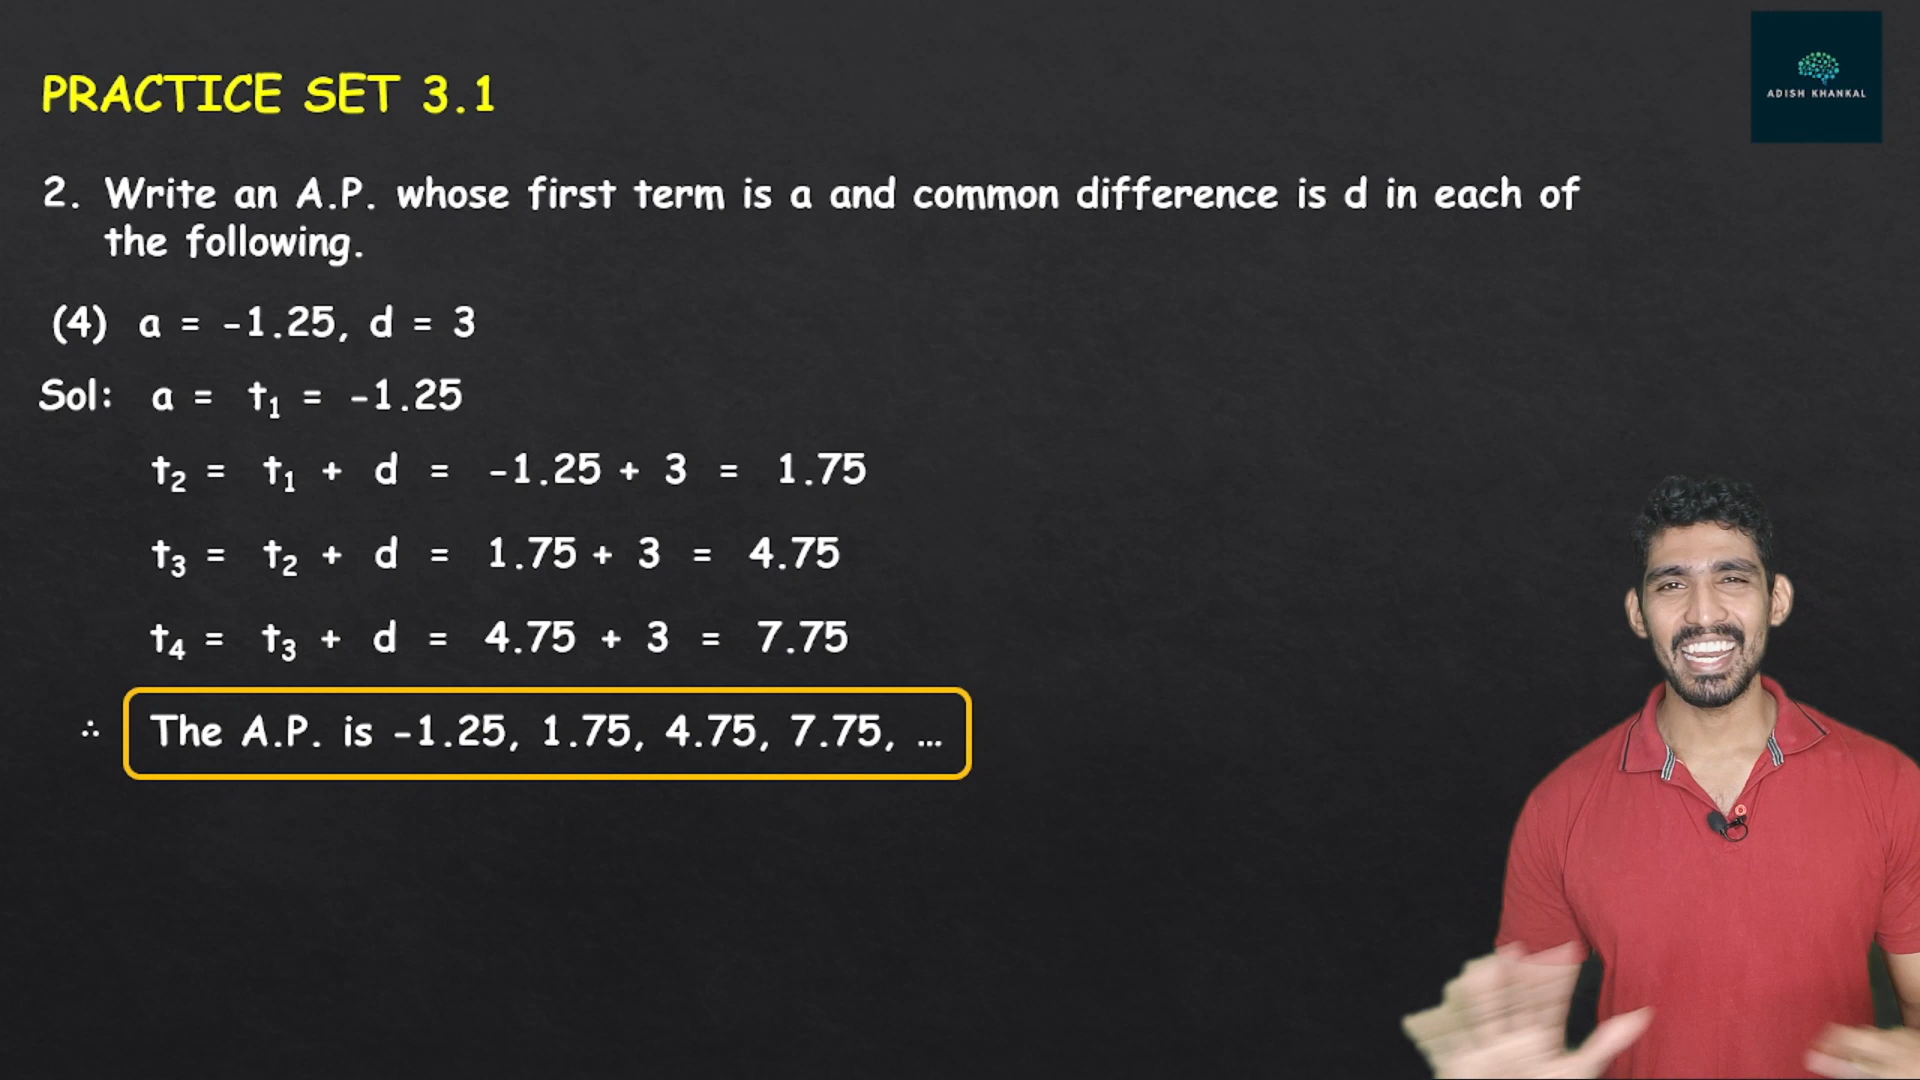 ADISH KHANKAL
PRACTICE SET 3.1
2. Write an A.P. whose first term is a and common difference is d in each of
the following.
(4) a = -1.25, d = 3
Sol: a = t₁ = -1.25
t₂ = t₁ + d = -1.25 + 3 = 1.75
t₃ = t₂ + d = 1.75 + 3 = 4.75
t₄ = t₃ + d = 4.75 + 3 = 7.75
∴ The A.P. is -1.25, 1.75, 4.75, 7.75, ...